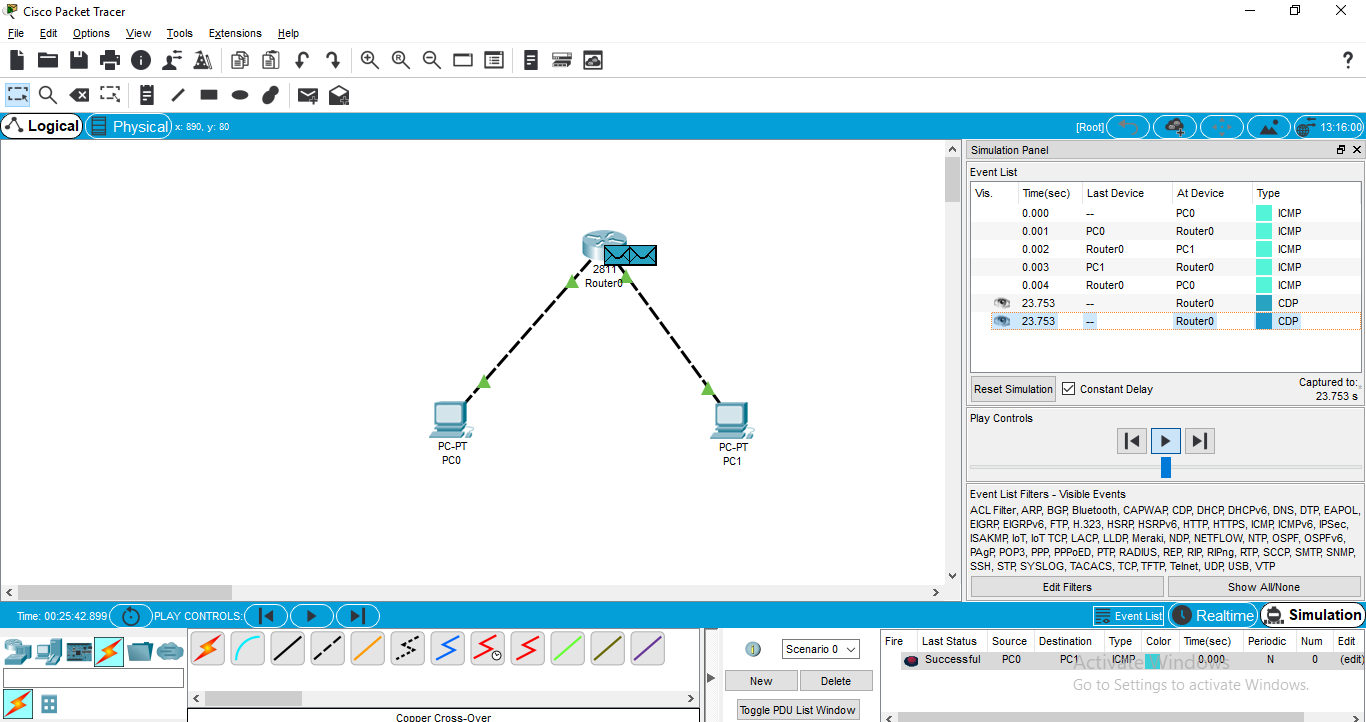 Cisco Packet Tracer
File Edit Options View Tools Extensions Help
Logical Physical x: 890, y: 80 [Root] 13:16:00
Simulation Panel
Event List
Vis. Time(sec) Last Device At Device Type
0.000 -- PC0 ICMP
0.001 PC0 Router0 ICMP
0.002 Router0 PC1 ICMP
0.003 PC1 Router0 ICMP
0.004 Router0 PC0 ICMP
23.753 -- Router0 CDP
23.753 -- Router0 CDP
Reset Simulation Constant Delay Captured to:
23.753 s
Play Controls
Event List Filters - Visible Events
ACL Filter, ARP, BGP, Bluetooth, CAPWAP, CDP, DHCP, DHCPv6, DNS, DTP, EAPOL,
EIGRP, EIGRPv6, FTP, H.323, HSRP, HSRPv6, HTTP, HTTPS, ICMP, ICMPv6, IPSec,
ISAKMP, IoT, IoT TCP, LACP, LLDP, Meraki, NDP, NETFLOW, NTP, OSPF, OSPFv6,
PAgP, POP3, PPP, PPPoED, PTP, RADIUS, REP, RIP, RIPng, RTP, SCCP, SMTP, SNMP,
SSH, STP, SYSLOG, TACACS, TCP, TFTP, Telnet, UDP, USB, VTP
Edit Filters Show All/None
2811
Router0
PC-PT
PC0
PC-PT
PC1
Time: 00:25:42.899 PLAY CONTROLS: Event List Realtime Simulation
Copper Cross-Over
Scenario 0
New Delete
Toggle PDU List Window
Fire Last Status Source Destination Type Color Time(sec) Periodic Num Edit
Successful PC0 PC1 ICMP 0.000 N 0 (edit)
Activate Windows
Go to Settings to activate Windows.